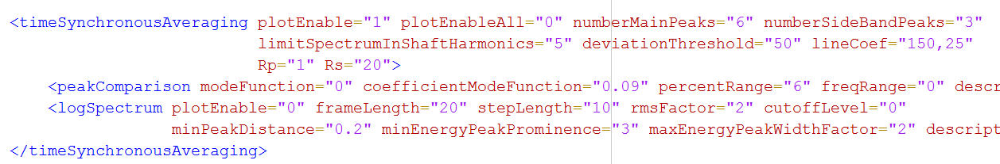 <timeSynchronousAveraging plotEnable="1" plotEnableAll="0" numberMainPeaks="6" numberSideBandPeaks="3"
limitSpectrumInShaftHarmonics="5" deviationThreshold="50" lineCoef="150,25"
Rp="1" Rs="20">
<peakComparison modeFunction="0" coefficientModeFunction="0.09" percentRange="6" freqRange="0" descr
<logSpectrum plotEnable="0" frameLength="20" stepLength="10" rmsFactor="2" cutoffLevel="0"
minPeakDistance="0.2" minEnergyPeakProminence="3" maxEnergyPeakWidthFactor="2" descript
</timeSynchronousAveraging>